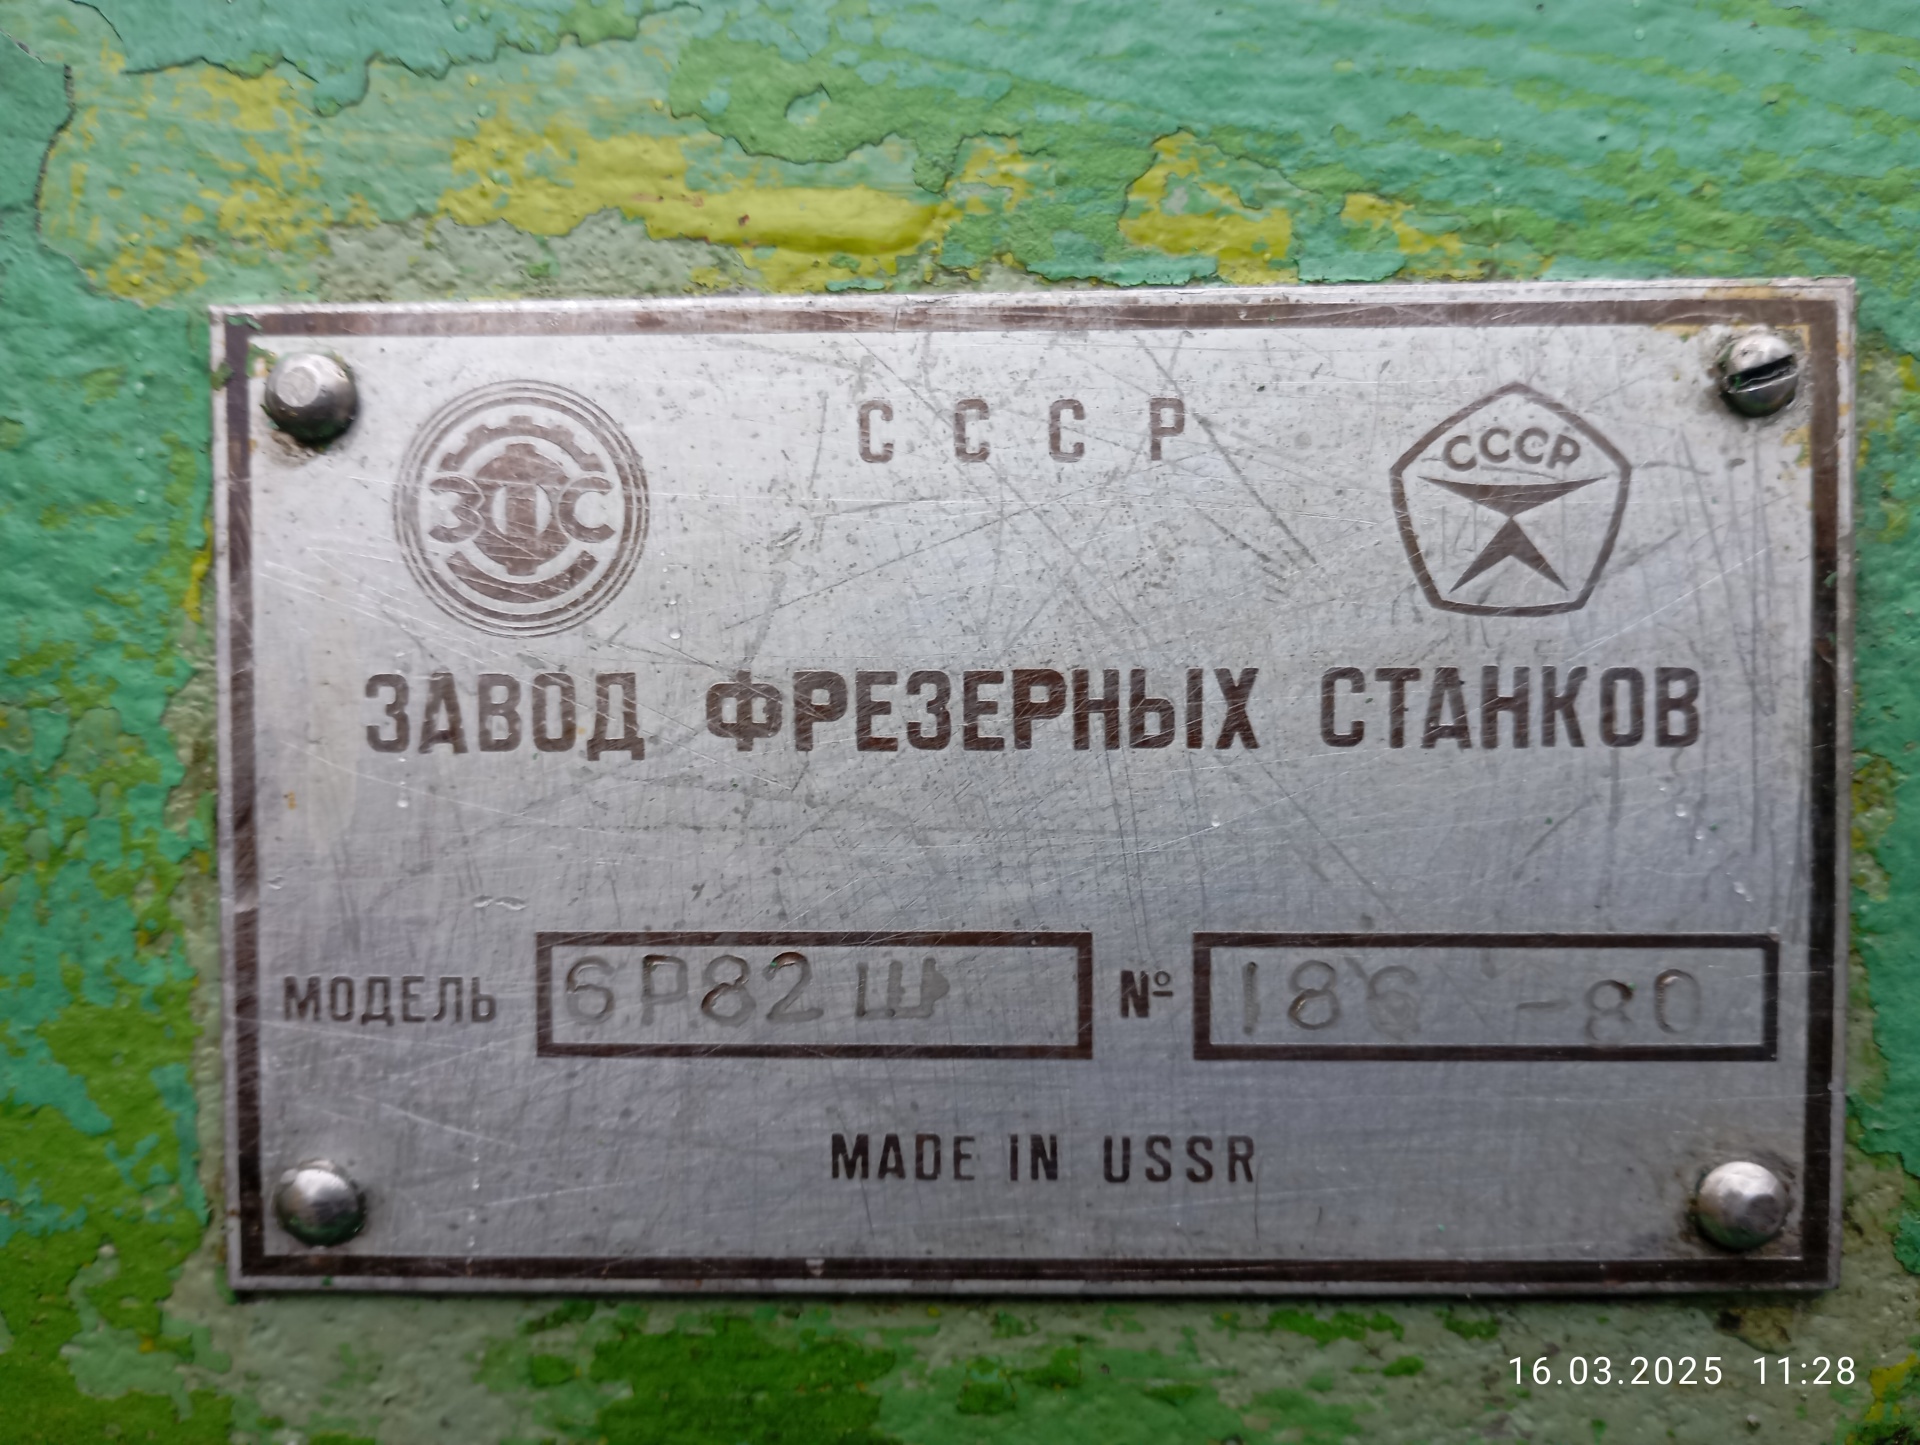 СССР
ЗФС
СССР
ЗАВОД ФРЕЗЕРНЫХ СТАНКОВ
МОДЕЛЬ 6Р82Ш № 186 -80
MADE IN USSR
16.03.2025 11:28